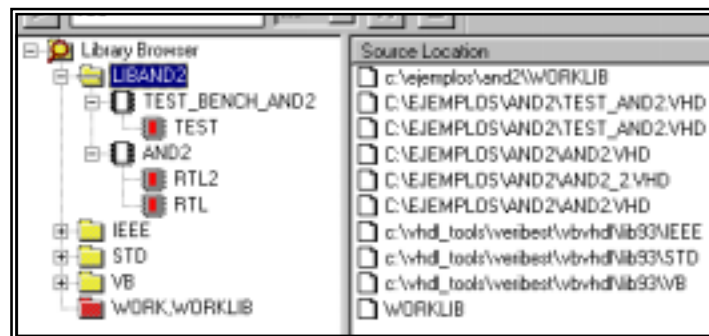 Library Browser
LIBAND2
TEST_BENCH_AND2
TEST
AND2
RTL2
RTL
IEEE
STD
VB
WORK,WORKLIB
Source Location
c:\ejemplos\and2\WORKLIB
C:\EJEMPLOS\AND2\TEST_AND2.VHD
C:\EJEMPLOS\AND2\TEST_AND2.VHD
C:\EJEMPLOS\AND2\AND2.VHD
C:\EJEMPLOS\AND2\AND2_2.VHD
C:\EJEMPLOS\AND2\AND2.VHD
c:\vhdl_tools\veribest\vbvhdl\lib93\IEEE
c:\vhdl_tools\veribest\vbvhdl\lib93\STD
c:\vhdl_tools\veribest\vbvhdl\lib93\VB
WORKLIB